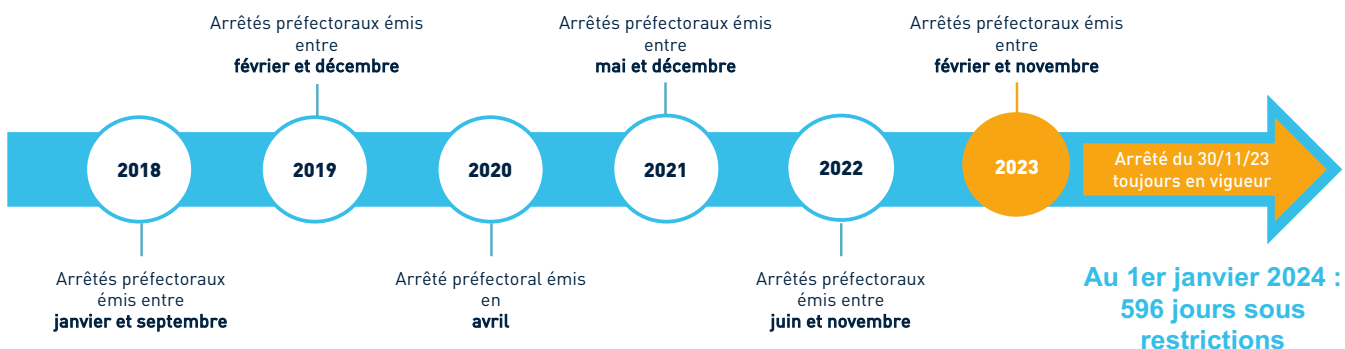 Arrêtés préfectoraux émis
entre
février et décembre
Arrêtés préfectoraux émis
entre
mai et décembre
Arrêtés préfectoraux émis
entre
février et novembre
2018
2019
2020
2021
2022
2023
Arrêté du 30/11/23
toujours en vigueur
Arrêtés préfectoraux
émis entre
janvier et septembre
Arrêté préfectoral émis
en
avril
Arrêtés préfectoraux
émis entre
juin et novembre
Au 1er janvier 2024 :
596 jours sous
restrictions